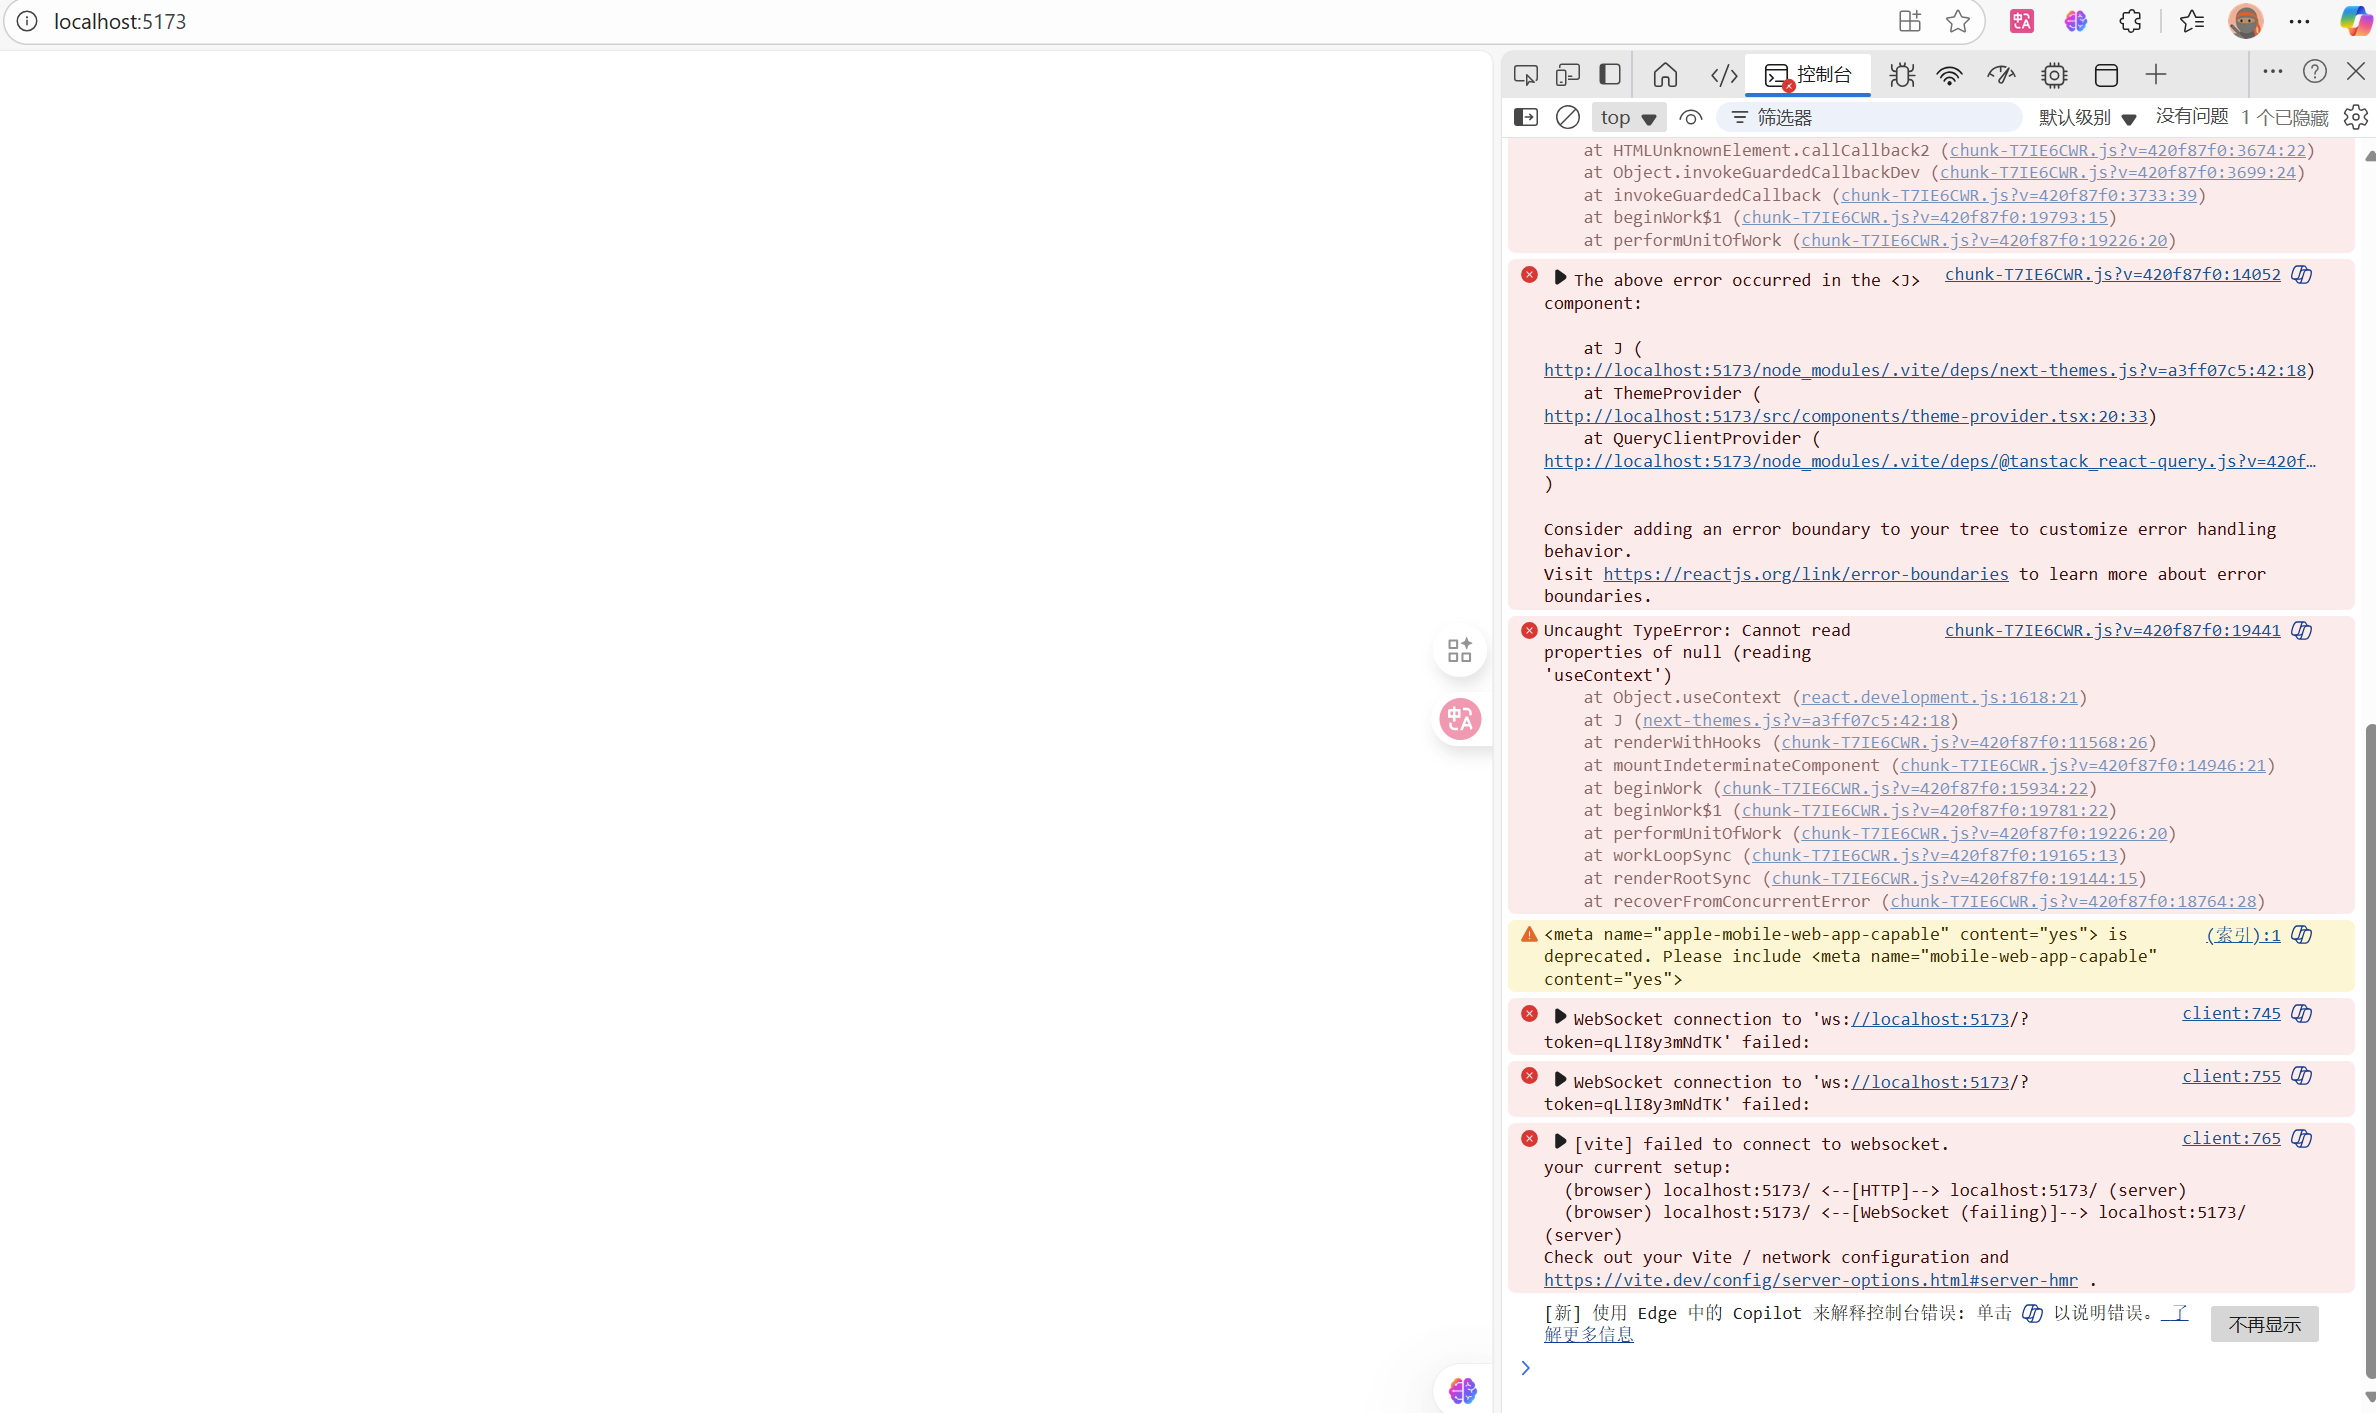 localhost:5173
控制台
top
筛选器
默认级别
没有问题
1 个已隐藏
at HTMLUnknownElement.callCallback2 (chunk-T7IE6CWR.js?v=420f87f0:3674:22)
at Object.invokeGuardedCallbackDev (chunk-T7IE6CWR.js?v=420f87f0:3699:24)
at invokeGuardedCallback (chunk-T7IE6CWR.js?v=420f87f0:3733:39)
at beginWork$1 (chunk-T7IE6CWR.js?v=420f87f0:19793:15)
at performUnitOfWork (chunk-T7IE6CWR.js?v=420f87f0:19226:20)
The above error occurred in the <J> chunk-T7IE6CWR.js?v=420f87f0:14052
component:
at J (
http://localhost:5173/node_modules/.vite/deps/next-themes.js?v=a3ff07c5:42:18)
at ThemeProvider (
http://localhost:5173/src/components/theme-provider.tsx:20:33)
at QueryClientProvider (
http://localhost:5173/node_modules/.vite/deps/@tanstack_react-query.js?v=420f…
)
Consider adding an error boundary to your tree to customize error handling
behavior.
Visit https://reactjs.org/link/error-boundaries to learn more about error
boundaries.
Uncaught TypeError: Cannot read chunk-T7IE6CWR.js?v=420f87f0:19441
properties of null (reading
'useContext')
at Object.useContext (react.development.js:1618:21)
at J (next-themes.js?v=a3ff07c5:42:18)
at renderWithHooks (chunk-T7IE6CWR.js?v=420f87f0:11568:26)
at mountIndeterminateComponent (chunk-T7IE6CWR.js?v=420f87f0:14946:21)
at beginWork (chunk-T7IE6CWR.js?v=420f87f0:15934:22)
at beginWork$1 (chunk-T7IE6CWR.js?v=420f87f0:19781:22)
at performUnitOfWork (chunk-T7IE6CWR.js?v=420f87f0:19226:20)
at workLoopSync (chunk-T7IE6CWR.js?v=420f87f0:19165:13)
at renderRootSync (chunk-T7IE6CWR.js?v=420f87f0:19144:15)
at recoverFromConcurrentError (chunk-T7IE6CWR.js?v=420f87f0:18764:28)
<meta name="apple-mobile-web-app-capable" content="yes"> is (索引):1
deprecated. Please include <meta name="mobile-web-app-capable"
content="yes">
WebSocket connection to 'ws://localhost:5173/? client:745
token=qLlI8y3mNdTK' failed:
WebSocket connection to 'ws://localhost:5173/? client:755
token=qLlI8y3mNdTK' failed:
[vite] failed to connect to websocket. client:765
your current setup:
(browser) localhost:5173/ <--[HTTP]--> localhost:5173/ (server)
(browser) localhost:5173/ <--[WebSocket (failing)]--> localhost:5173/
(server)
Check out your Vite / network configuration and
https://vite.dev/config/server-options.html#server-hmr .
[新] 使用 Edge 中的 Copilot 来解释控制台错误: 单击 以说明错误。 了
解更多信息
不再显示